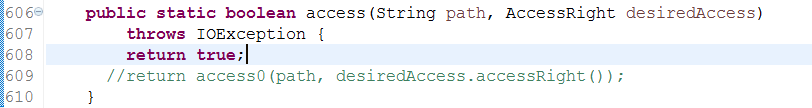 606 public static boolean access(String path, AccessRight desiredAccess)
607 throws IOException {
608 return true;
609 //return access0(path, desiredAccess.accessRight());
610 }